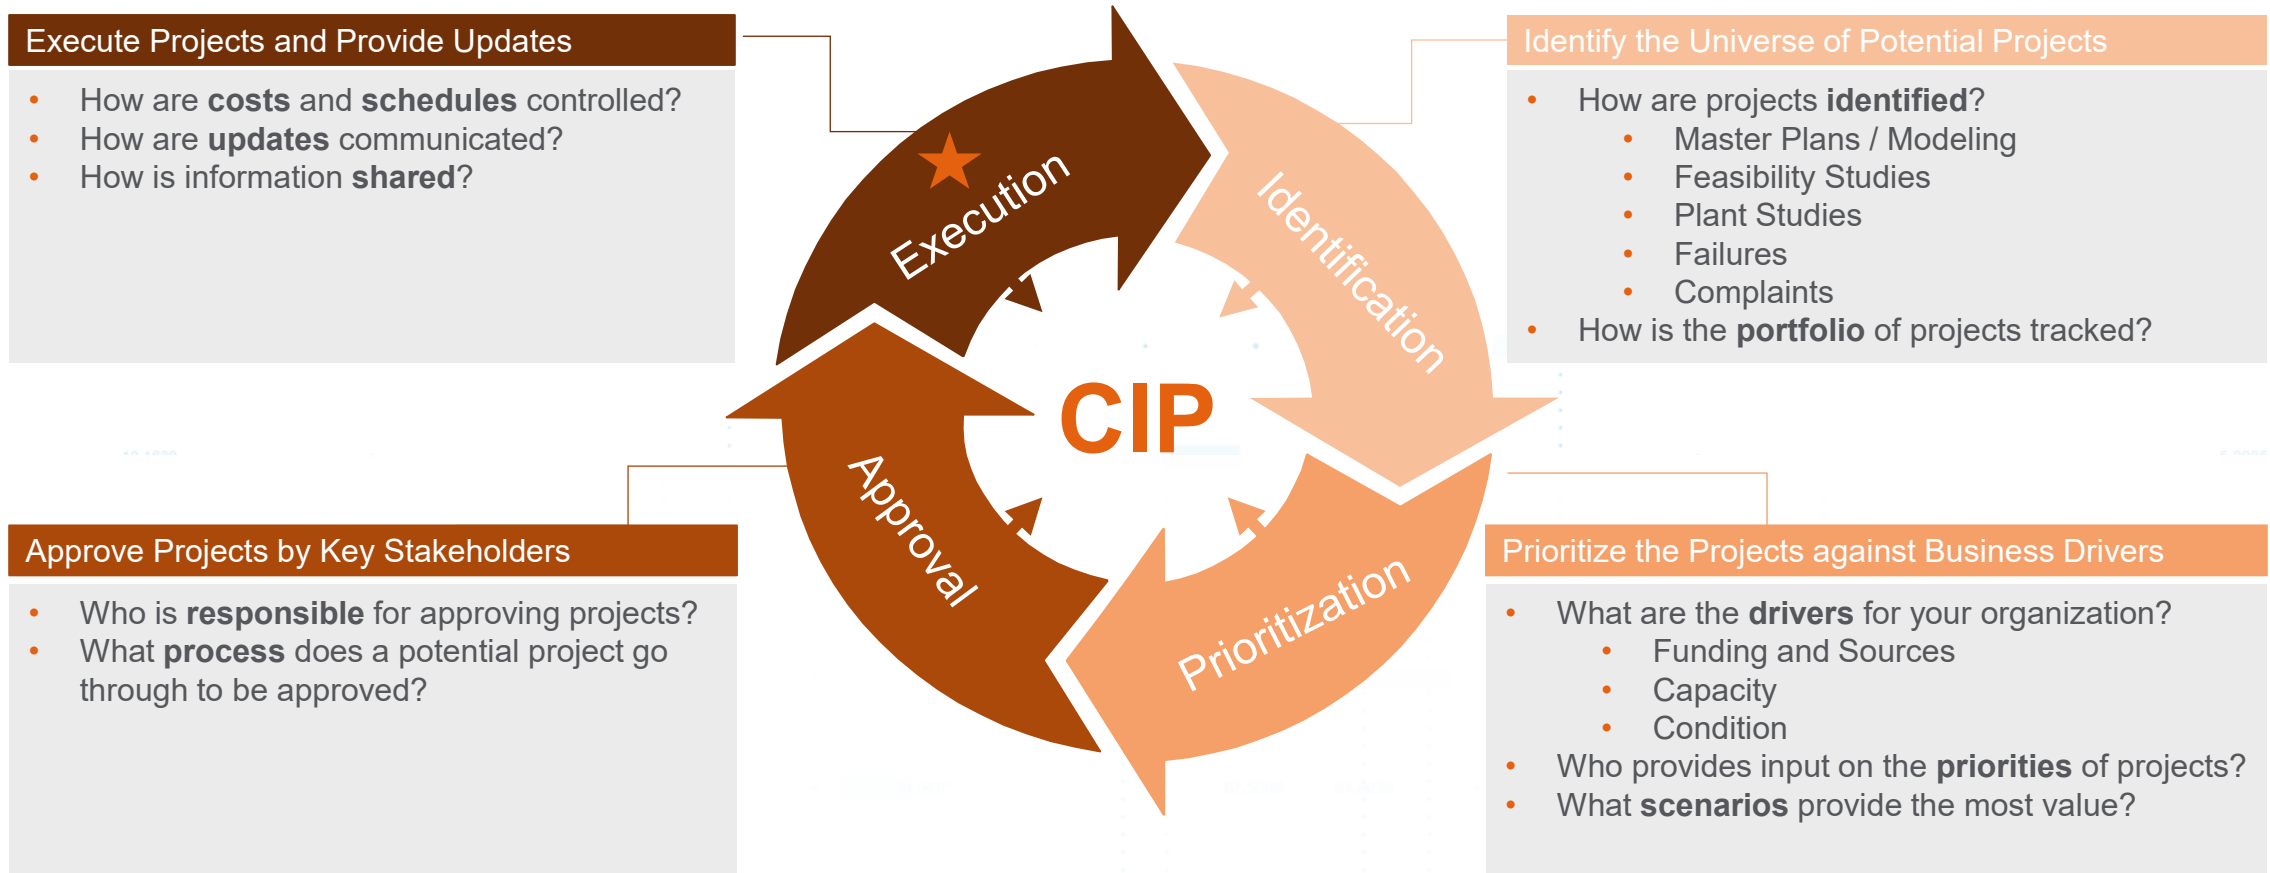 Execute Projects and Provide Updates
• How are costs and schedules controlled?
• How are updates communicated?
• How is information shared?
Identify the Universe of Potential Projects
• How are projects identified?
• Master Plans / Modeling
• Feasibility Studies
• Plant Studies
• Failures
• Complaints
• How is the portfolio of projects tracked?
Execution
Identification
CIP
Approval
Prioritization
Approve Projects by Key Stakeholders
• Who is responsible for approving projects?
• What process does a potential project go
through to be approved?
Prioritize the Projects against Business Drivers
• What are the drivers for your organization?
• Funding and Sources
• Capacity
• Condition
• Who provides input on the priorities of projects?
• What scenarios provide the most value?